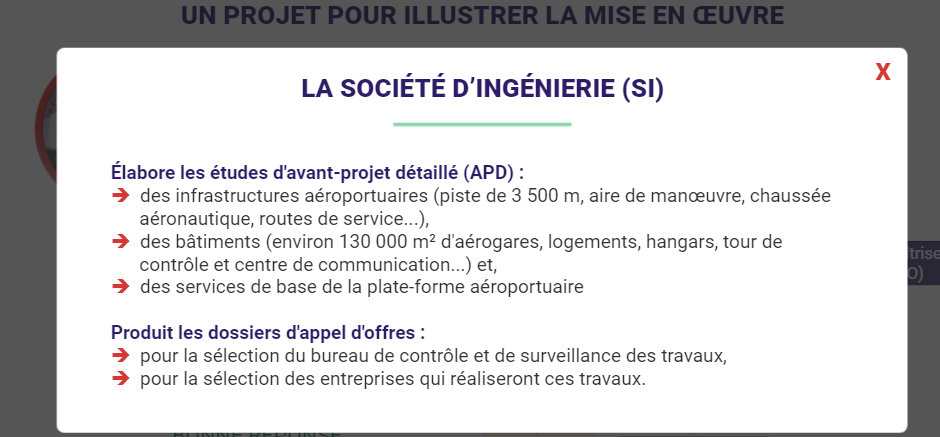 UN PROJET POUR ILLUSTRER LA MISE EN ŒUVRE
X
LA SOCIÉTÉ D’INGÉNIERIE (SI)
Élabore les études d'avant-projet détaillé (APD) :
➔ des infrastructures aéroportuaires (piste de 3 500 m, aire de manœuvre, chaussée
aéronautique, routes de service...),
➔ des bâtiments (environ 130 000 m² d'aérogares, logements, hangars, tour de
contrôle et centre de communication...) et,
➔ des services de base de la plate-forme aéroportuaire
Produit les dossiers d'appel d'offres :
➔ pour la sélection du bureau de contrôle et de surveillance des travaux,
➔ pour la sélection des entreprises qui réaliseront ces travaux.
BONNE RÉPONSE